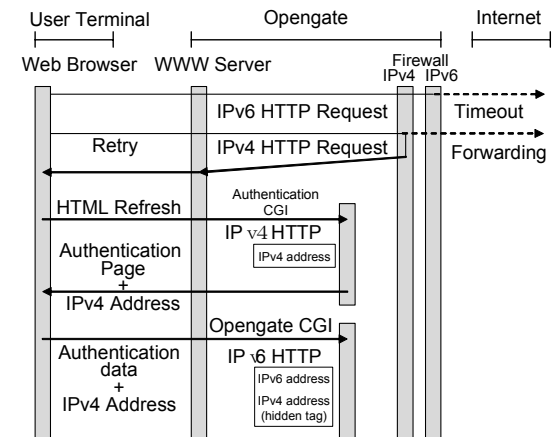 User Terminal
Opengate
Internet
Web Browser
WWW Server
Firewall
IPv4 IPv6
IPv6 HTTP Request
Timeout
Retry
IPv4 HTTP Request
Forwarding
HTML Refresh
Authentication
CGI
IP v4 HTTP
IPv4 address
Authentication
Page
+
IPv4 Address
Opengate CGI
Authentication
data
+
IPv4 Address
IP v6 HTTP
IPv6 address
IPv4 address
(hidden tag)